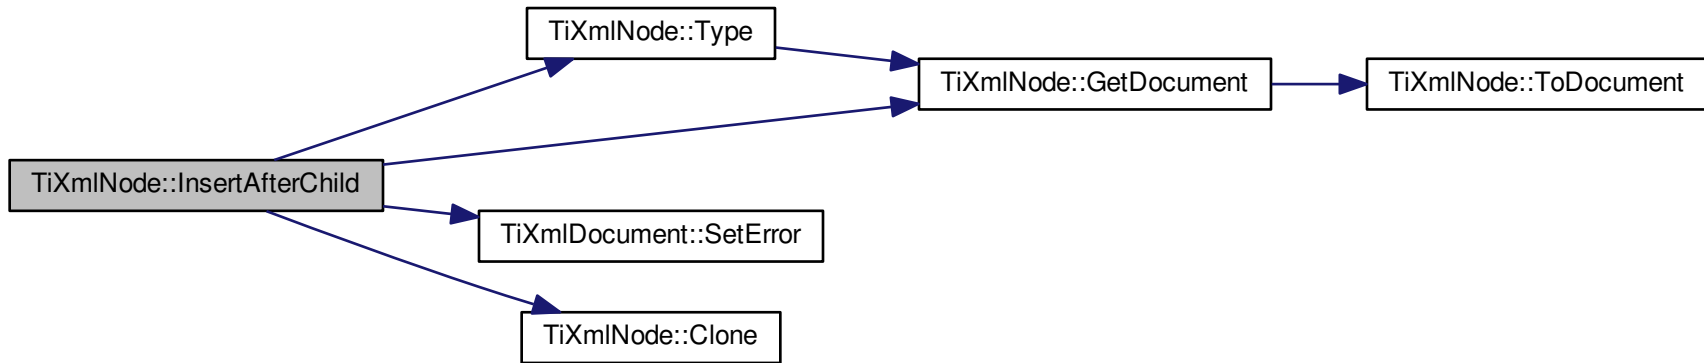 TiXmlNode::Type
TiXmlNode::GetDocument
TiXmlNode::ToDocument
TiXmlNode::InsertAfterChild
TiXmlDocument::SetError
TiXmlNode::Clone